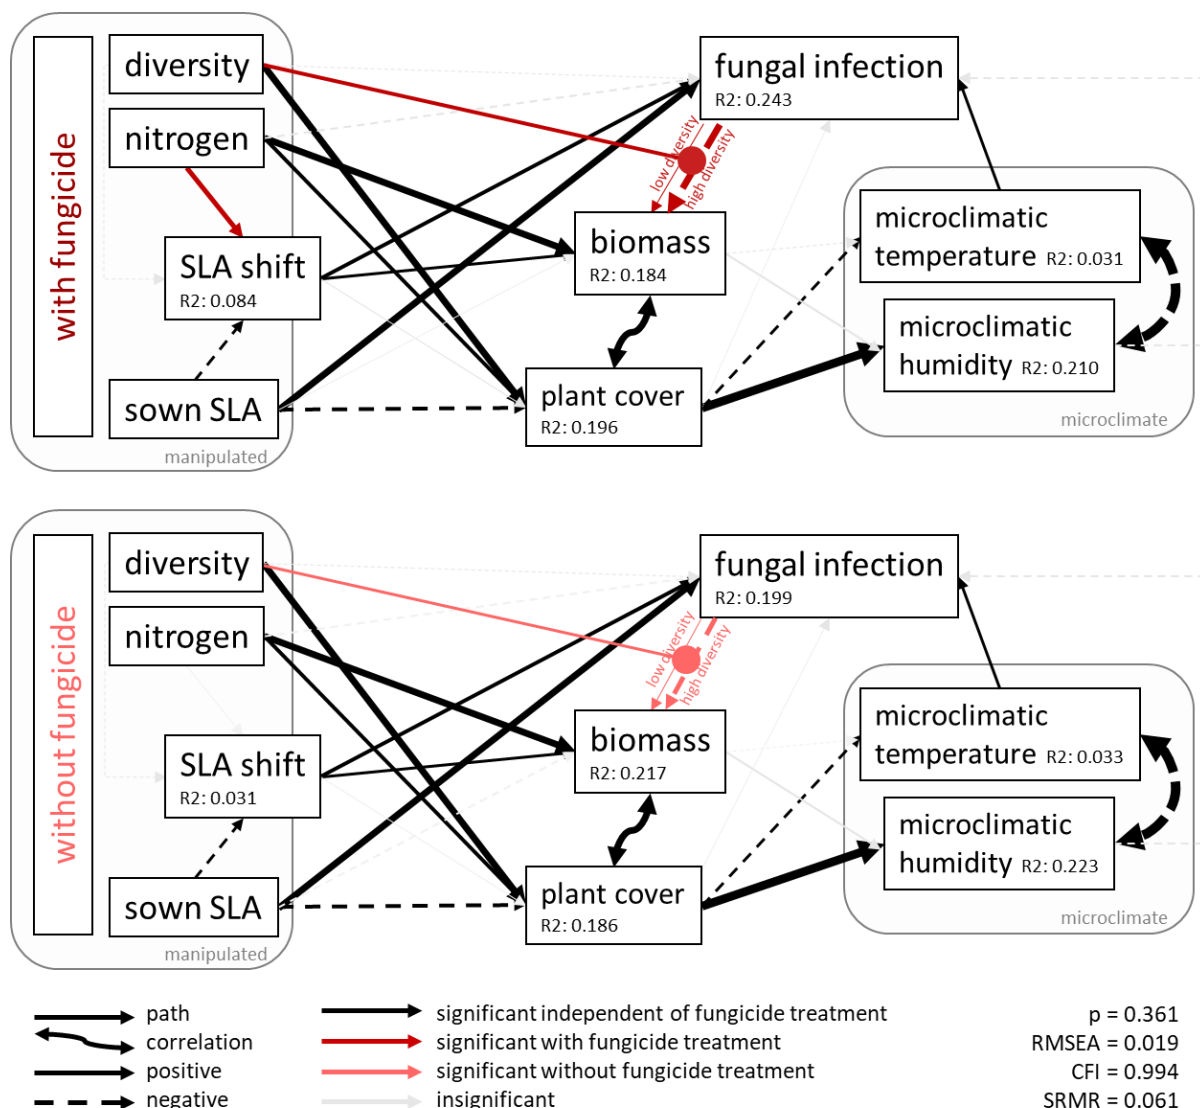 with fungicide
diversity
nitrogen
SLA shift
R2: 0.084
sown SLA
manipulated
fungal infection
R2: 0.243
low diversity
high diversity
biomass
R2: 0.184
plant cover
R2: 0.196
microclimatic
temperature R2: 0.031
microclimatic
humidity R2: 0.210
microclimate
without fungicide
diversity
nitrogen
SLA shift
R2: 0.031
sown SLA
manipulated
fungal infection
R2: 0.199
low diversity
high diversity
biomass
R2: 0.217
plant cover
R2: 0.186
microclimatic
temperature R2: 0.033
microclimatic
humidity R2: 0.223
microclimate
path
correlation
positive
negative
significant independent of fungicide treatment
significant with fungicide treatment
significant without fungicide treatment
insignificant
p = 0.361
RMSEA = 0.019
CFI = 0.994
SRMR = 0.061